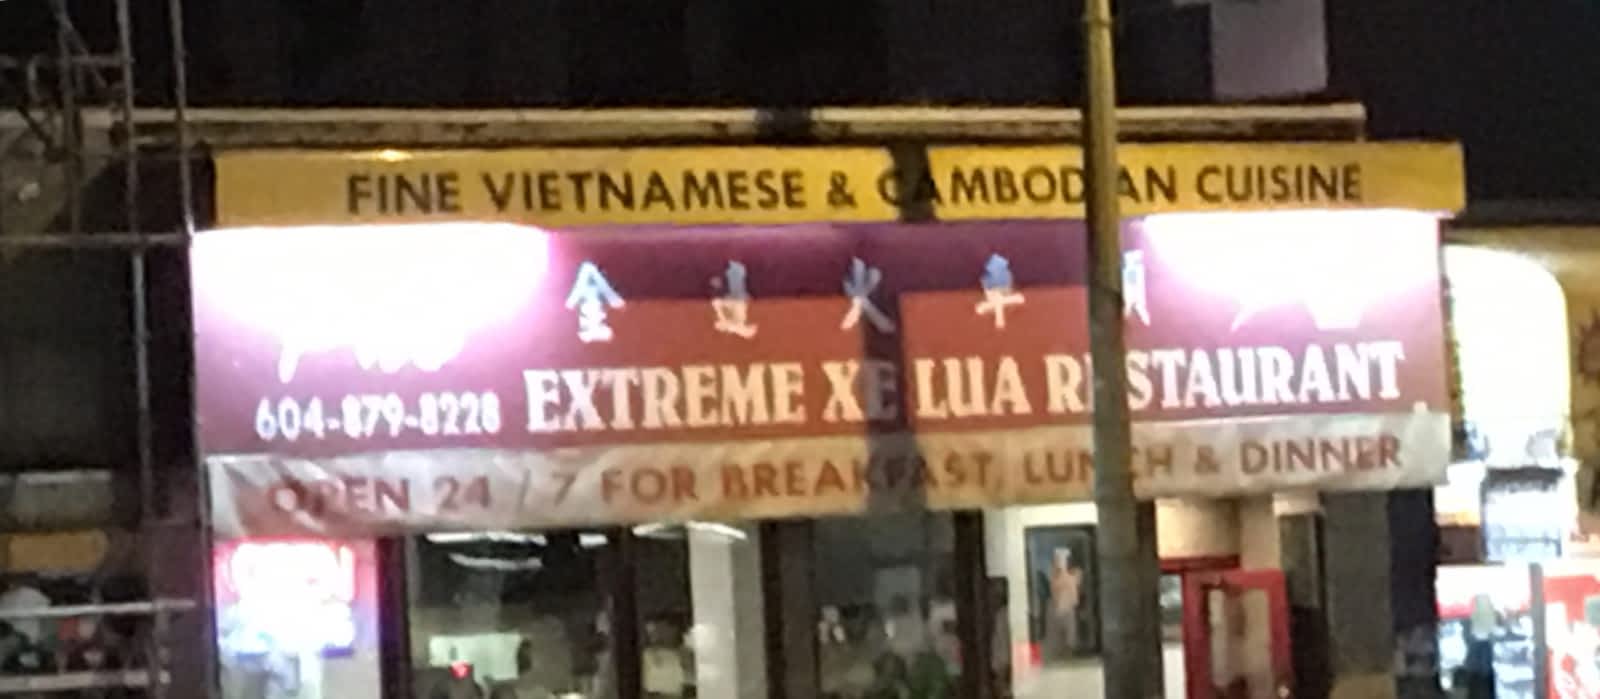 FINE VIETNAMESE & CAMBODIAN CUISINE
金邊火車頭
604-879-8228 EXTREME XE LUA RESTAURANT
OPEN 24 / 7 FOR BREAKFAST, LUNCH & DINNER
OPEN